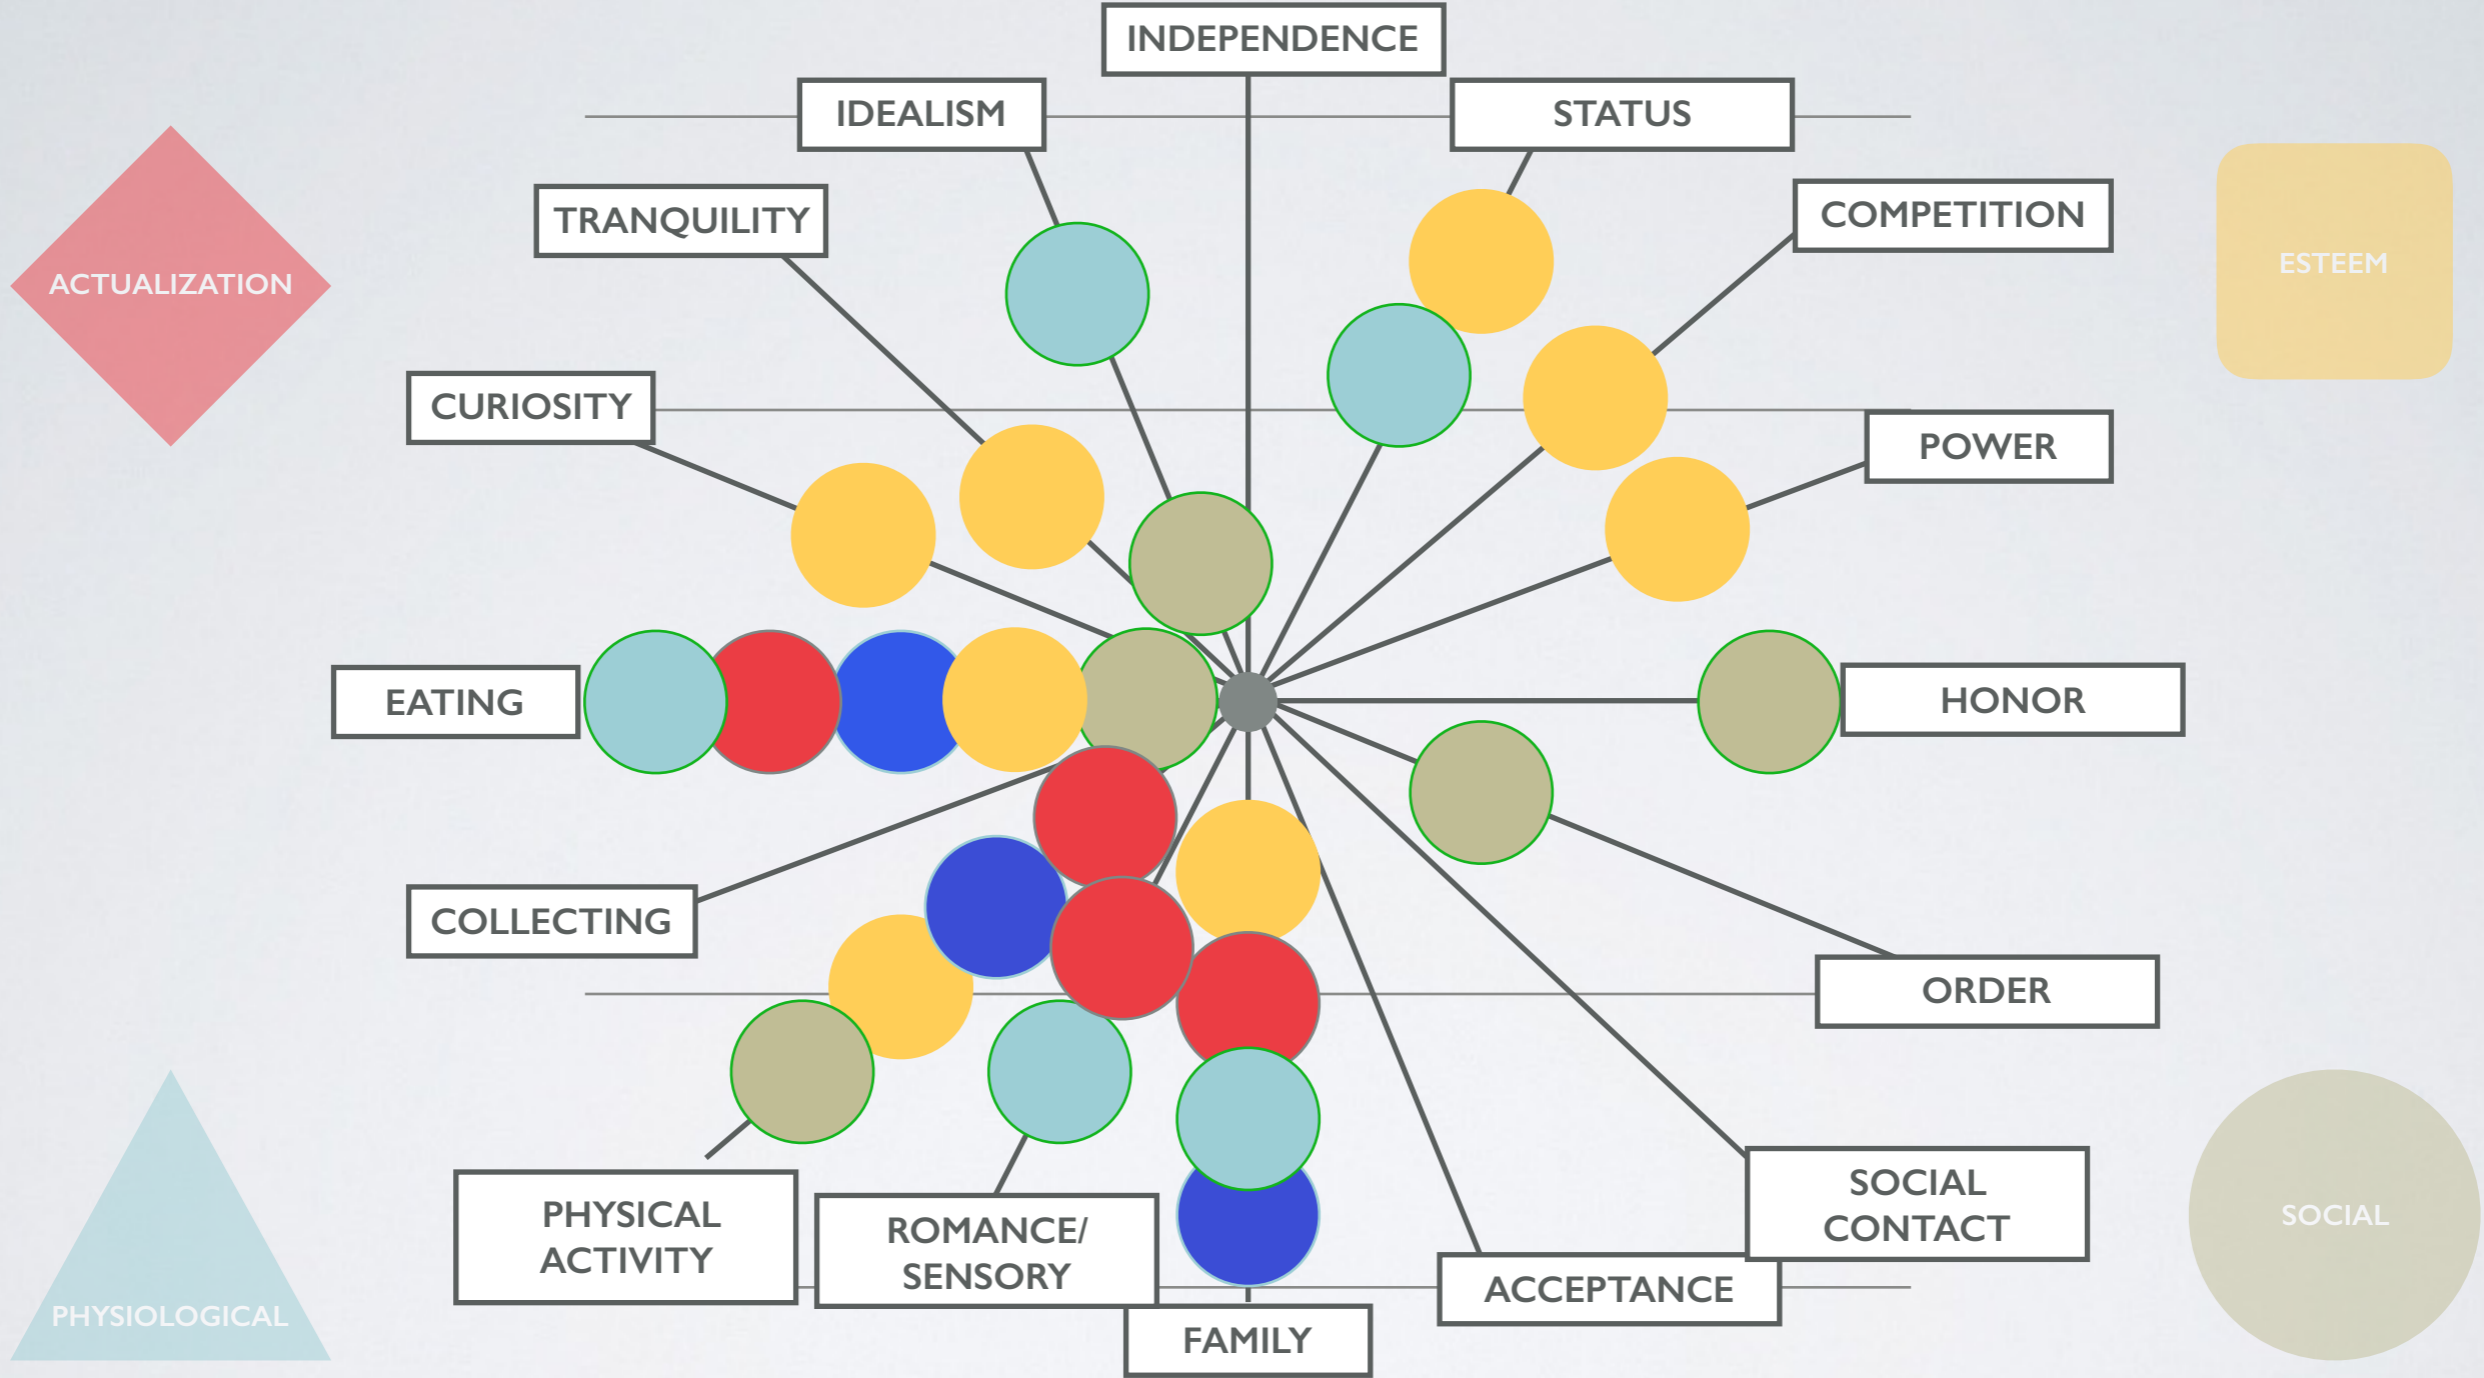 INDEPENDENCE
IDEALISM
STATUS
TRANQUILITY
COMPETITION
ACTUALIZATION
ESTEEM
CURIOSITY
POWER
EATING
HONOR
COLLECTING
ORDER
PHYSICAL
ACTIVITY
ROMANCE/
SENSORY
SOCIAL
CONTACT
SOCIAL
ACCEPTANCE
PHYSIOLOGICAL
FAMILY